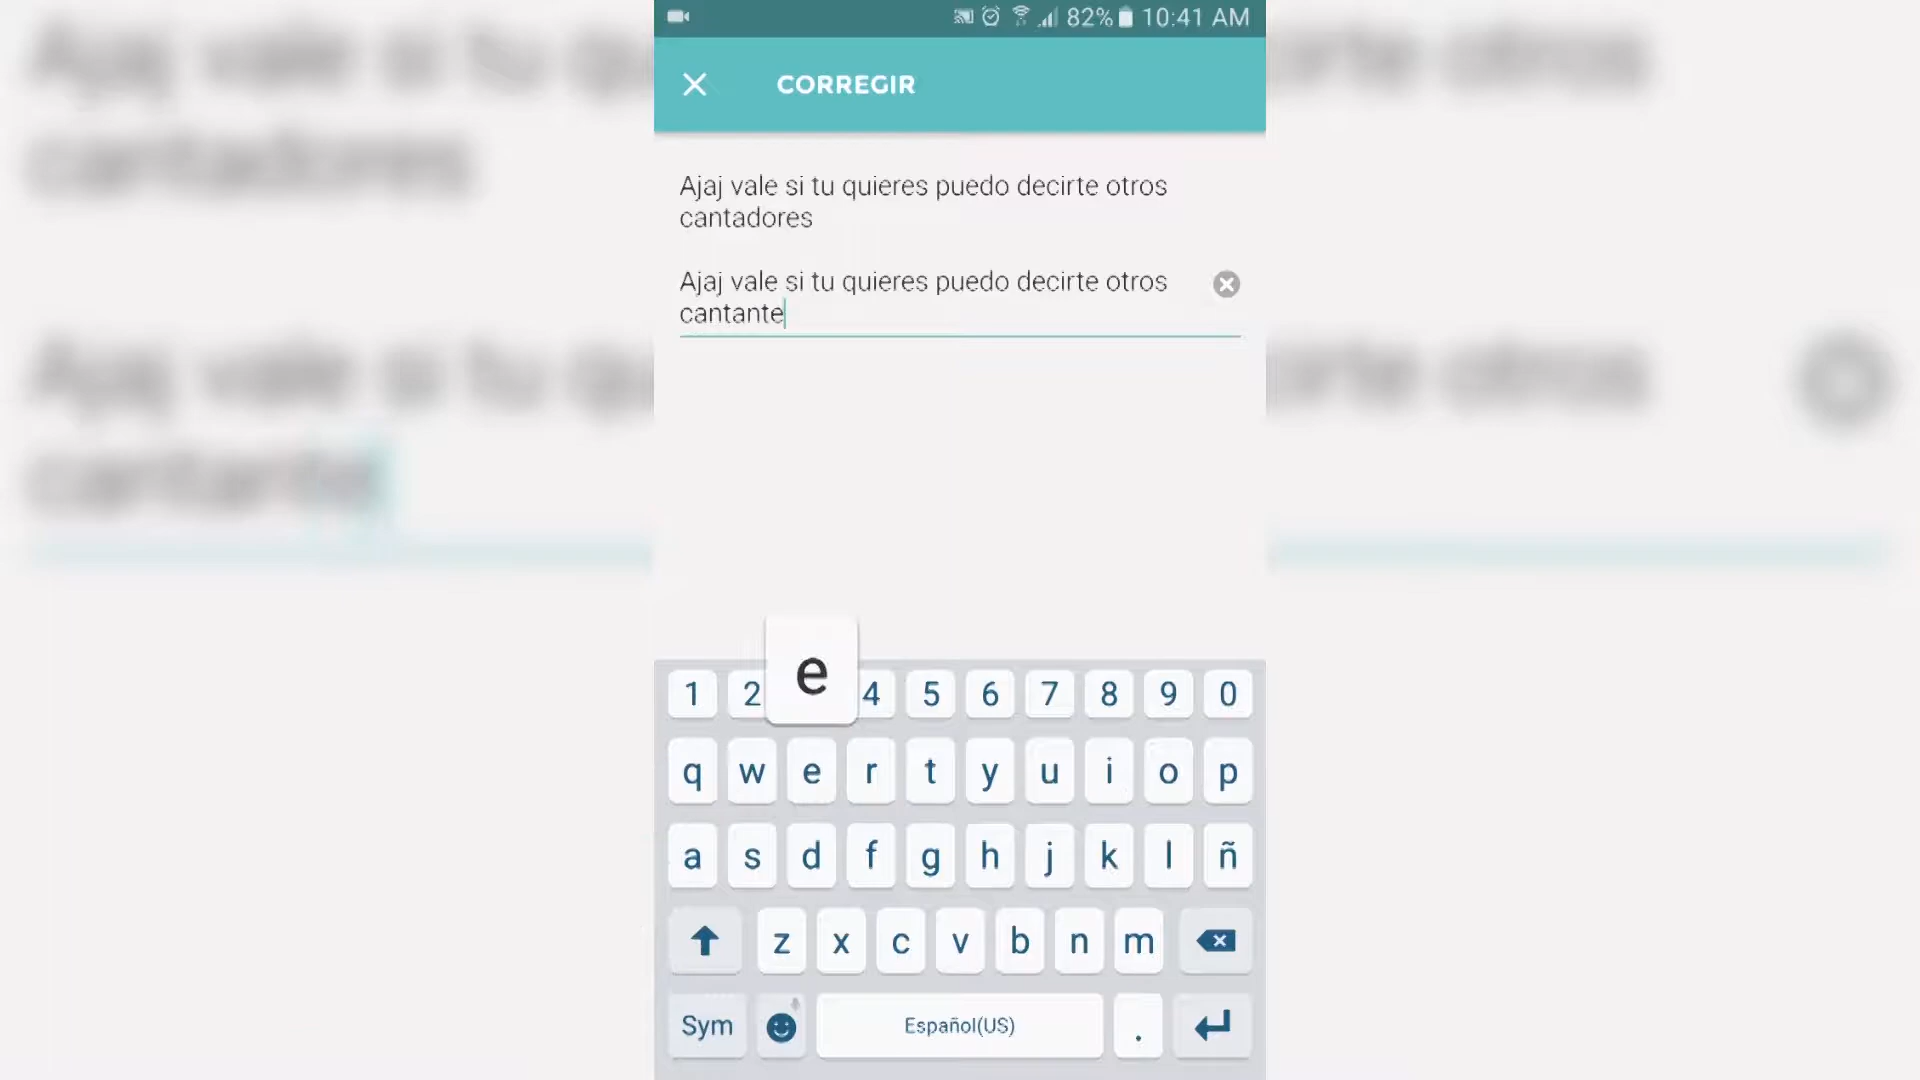 82% 10:41 AM
CORREGIR
Ajaj vale si tu quieres puedo decirte otros
cantadores
Ajaj vale si tu quieres puedo decirte otros
cantante
e
1 2 4 5 6 7 8 9 0
q w e r t y u i o p
a s d f g h j k l ñ
z x c v b n m
Sym Español(US) .